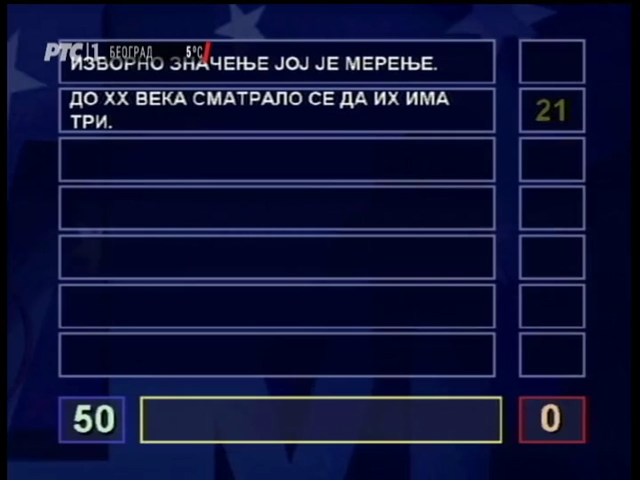 РТС 1 БЕОГРАД 5°C
ИЗВОРНО ЗНАЧЕЊЕ ЈОЈ ЈЕ МЕРЕЊЕ.
ДО XX ВЕКА СМАТРАЛО СЕ ДА ИХ ИМА
ТРИ.
21
50
0